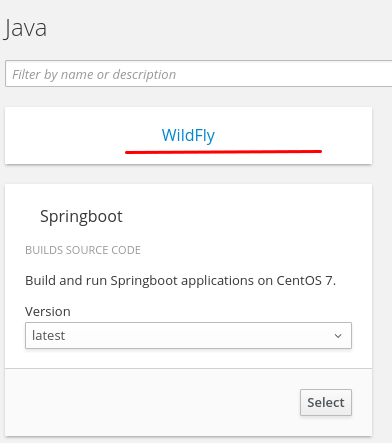 Java
Filter by name or description
WildFly
Springboot
BUILDS SOURCE CODE
Build and run Springboot applications on CentOS 7.
Version
latest
Select